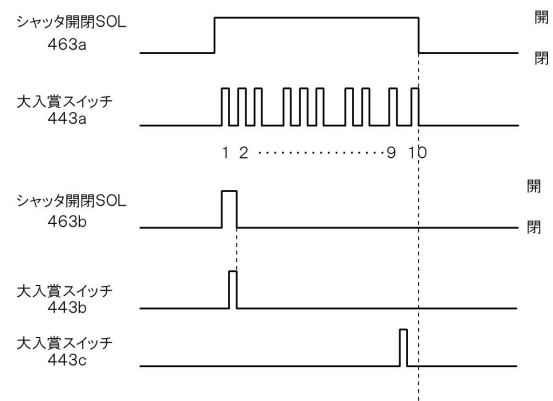 シャッタ開閉SOL
463a
開
閉
大入賞スイッチ
443a
1 2 ・・・・・・・・・・・・・・・・・9 10
シャッタ開閉SOL
463b
開
閉
大入賞スイッチ
443b
大入賞スイッチ
443c